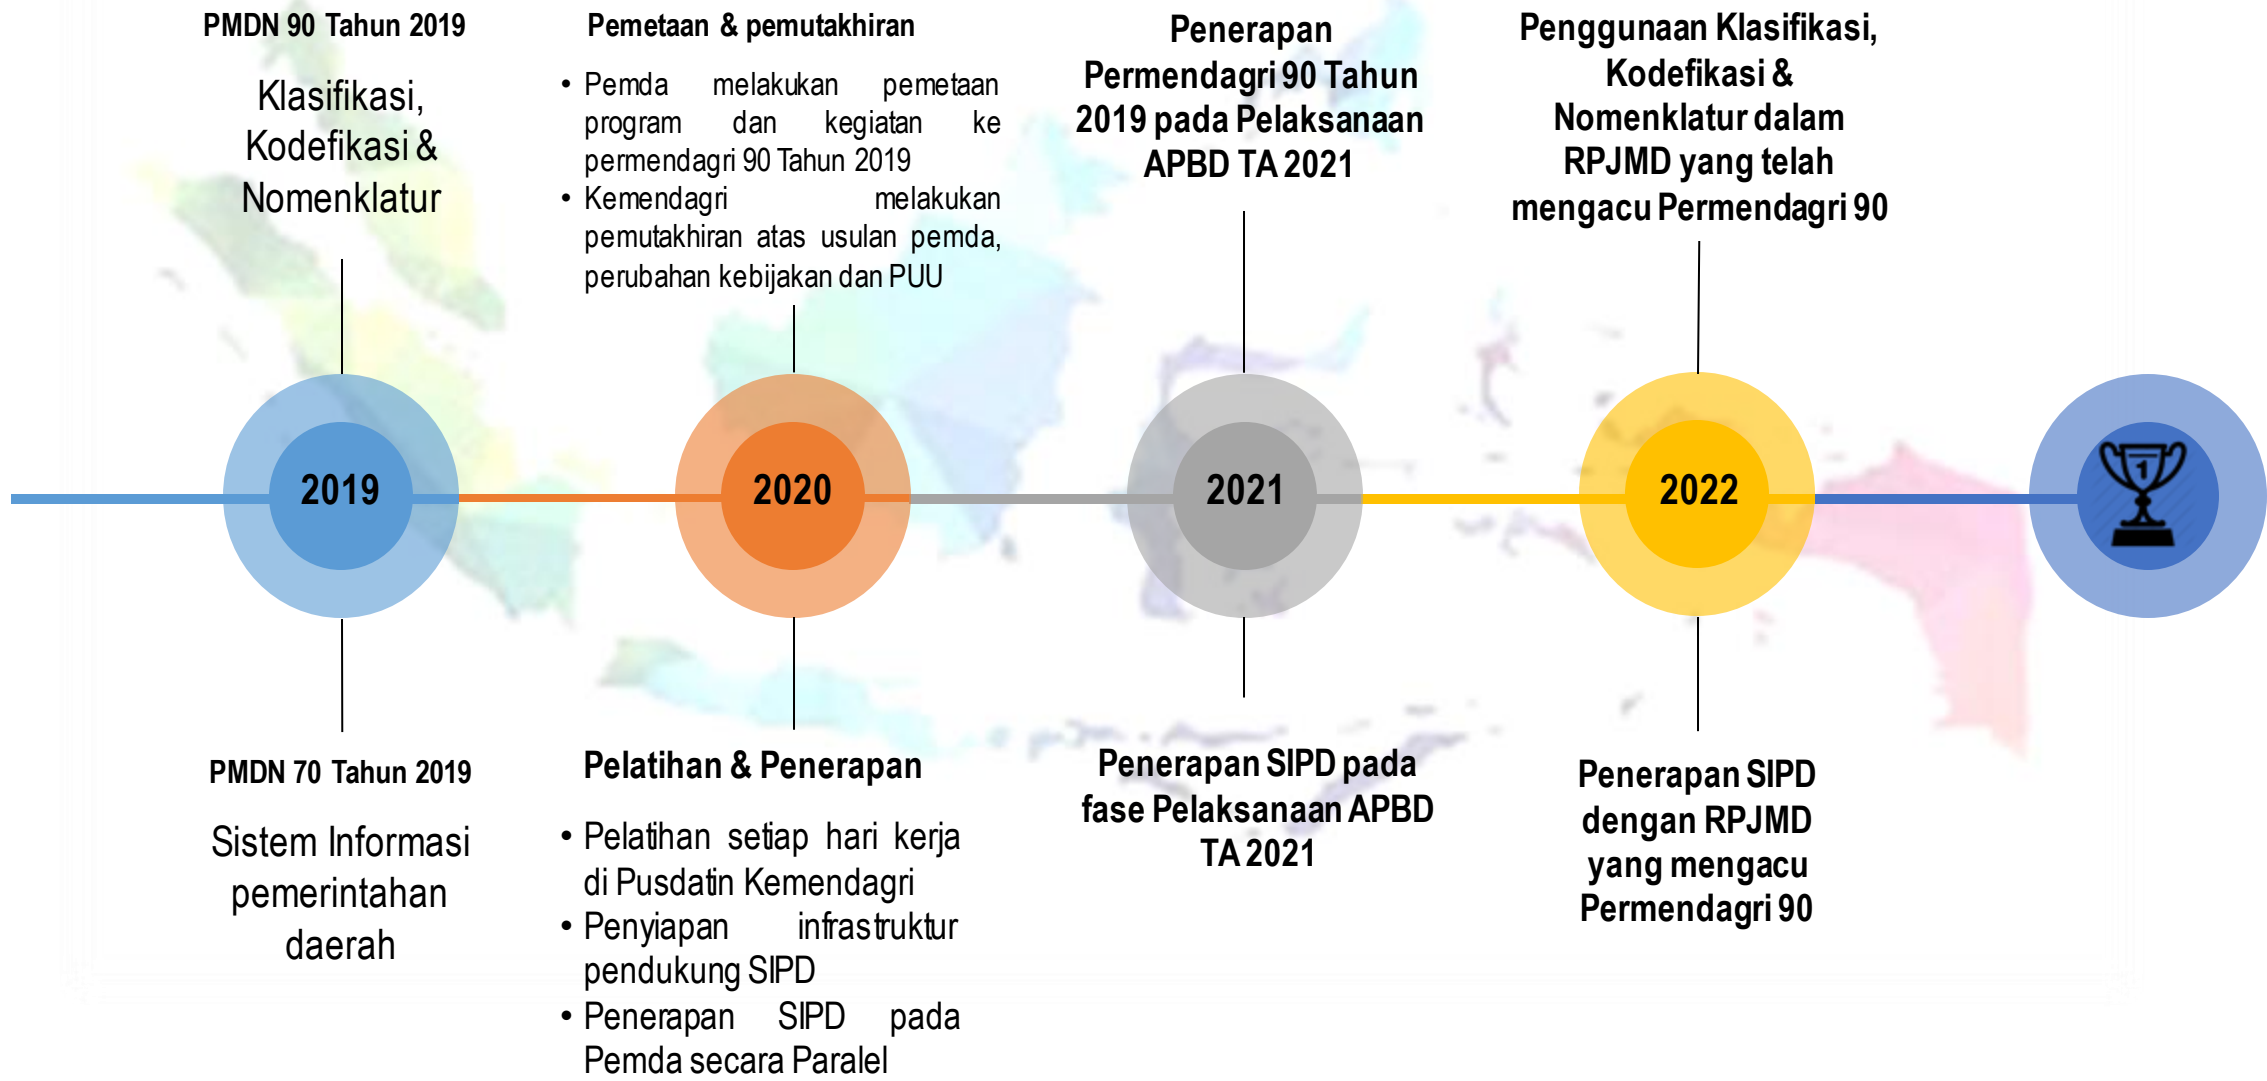 PMDN 90 Tahun 2019
Klasifikasi,
Kodefikasi &
Nomenklatur
Pemetaan & pemutakhiran
• Pemda melakukan pemetaan
program dan kegiatan ke
permendagri 90 Tahun 2019
• Kemendagri melakukan
pemutakhiran atas usulan pemda,
perubahan kebijakan dan PUU
Penerapan
Permendagri 90 Tahun
2019 pada Pelaksanaan
APBD TA 2021
Penggunaan Klasifikasi,
Kodefikasi &
Nomenklatur dalam
RPJMD yang telah
mengacu Permendagri 90
2019
2020
2021
2022
1
PMDN 70 Tahun 2019
Sistem Informasi
pemerintahan
daerah
Pelatihan & Penerapan
• Pelatihan setiap hari kerja
di Pusdatin Kemendagri
• Penyiapan infrastruktur
pendukung SIPD
• Penerapan SIPD pada
Pemda secara Paralel
Penerapan SIPD pada
fase Pelaksanaan APBD
TA 2021
Penerapan SIPD
dengan RPJMD
yang mengacu
Permendagri 90